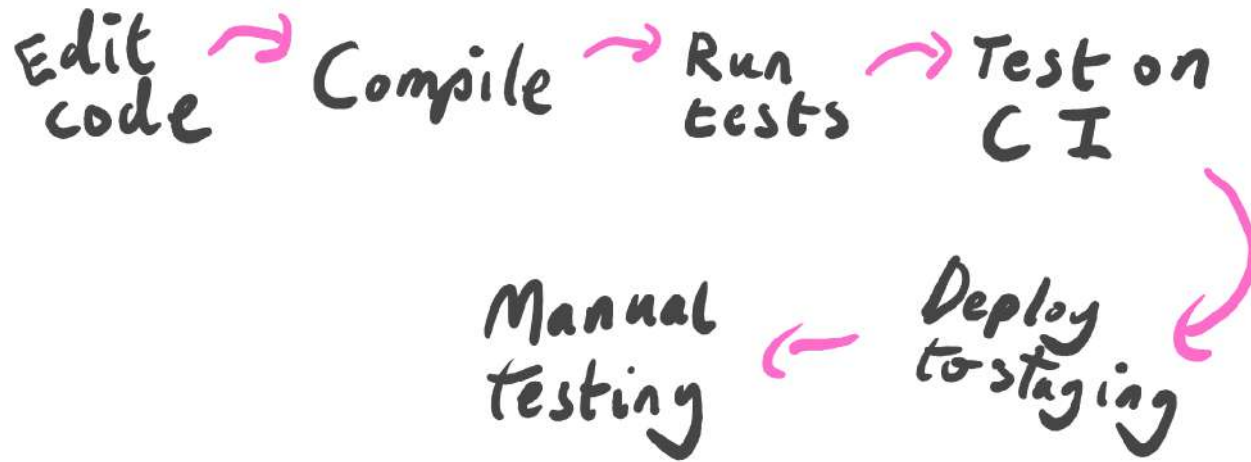 Edit
code
Compile
Run
tests
Test on
CI
Deploy
to staging
Manual
testing